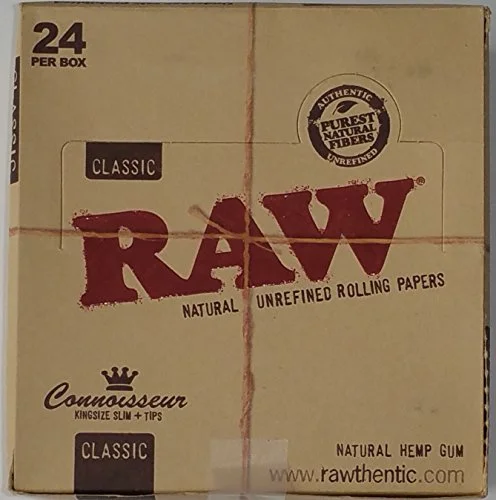 24
PER BOX
CLASSIC
AUTHENTIC
PUREST
NATURAL
FIBERS
UNREFINED
CLASSIC
RAW®
NATURAL UNREFINED ROLLING PAPERS
Connoisseur
KINGSIZE SLIM + TIPS
CLASSIC
NATURAL HEMP GUM
www.rawthentic.com